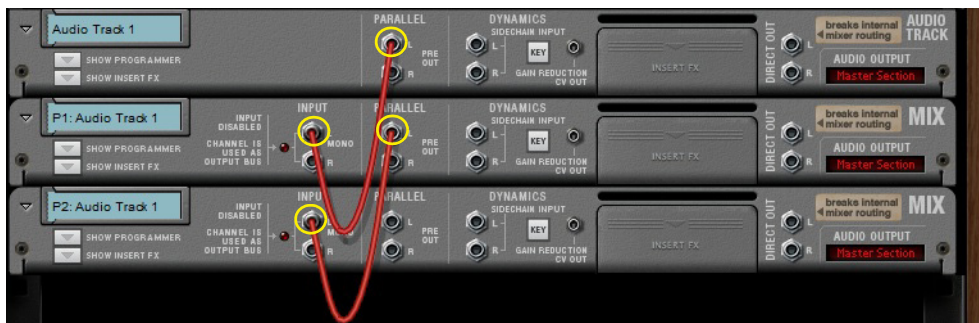 PARALLEL DYNAMICS AUDIO TRACK
Audio Track 1 SIDECHAIN INPUT breaks internal mixer routing
L PRE OUT L KEY DIRECT OUT L
SHOW PROGRAMMER AUDIO OUTPUT
SHOW INSERT FX R R GAIN REDUCTION CV OUT INSERT FX R Master Section
INPUT PARALLEL DYNAMICS MIX
P1: Audio Track 1 INPUT DISABLED SIDECHAIN INPUT breaks internal mixer routing
CHANNEL IS USED AS OUTPUT BUS MONO L PRE OUT L KEY DIRECT OUT L
SHOW PROGRAMMER AUDIO OUTPUT
SHOW INSERT FX R R R GAIN REDUCTION CV OUT INSERT FX R Master Section
INPUT PARALLEL DYNAMICS MIX
P2: Audio Track 1 INPUT DISABLED SIDECHAIN INPUT breaks internal mixer routing
CHANNEL IS USED AS OUTPUT BUS MONO L PRE OUT L KEY DIRECT OUT L
SHOW PROGRAMMER AUDIO OUTPUT
SHOW INSERT FX R R R GAIN REDUCTION CV OUT INSERT FX R Master Section